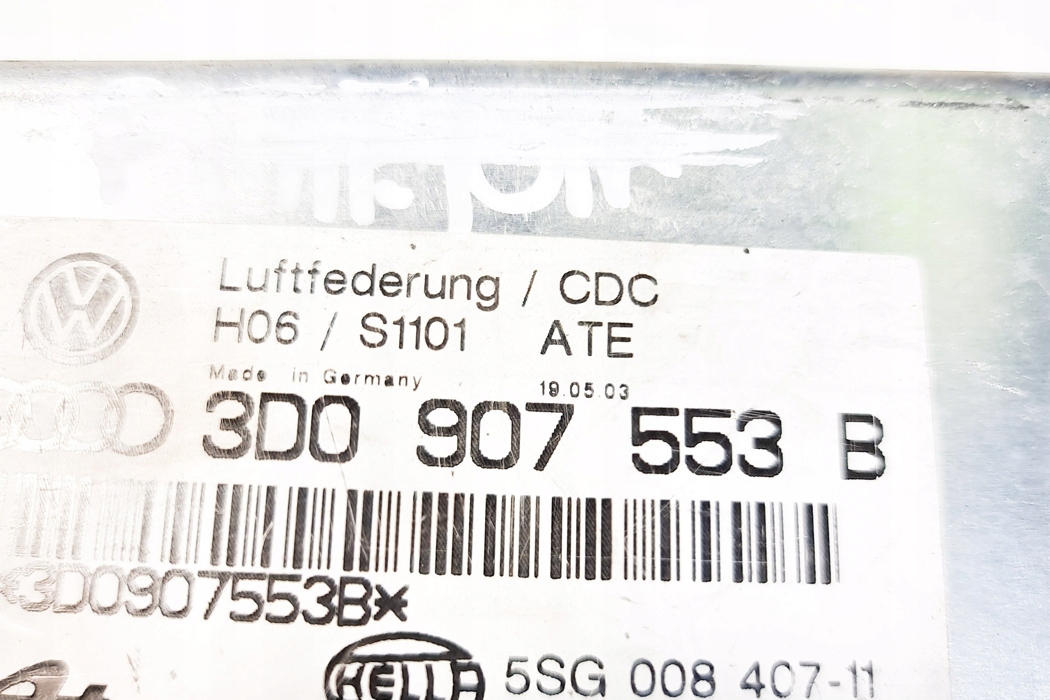 Luftfederung / CDC
H06 / S1101 ATE
Made in Germany 19.05.03
3D0 907 553 B
*3D0907553B*
HELLA 5SG 008 407-11